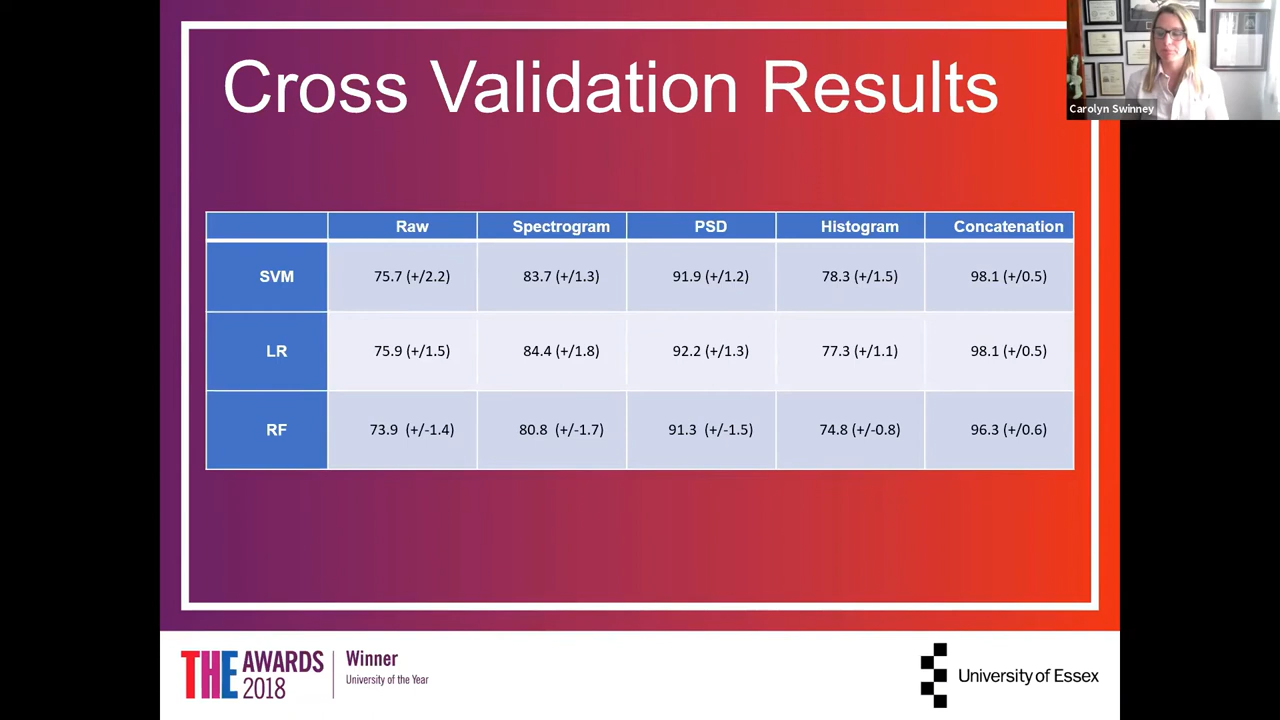 Cross Validation Results
Carolyn Swinney
Raw Spectrogram PSD Histogram Concatenation
SVM 75.7 (+/2.2) 83.7 (+/1.3) 91.9 (+/1.2) 78.3 (+/1.5) 98.1 (+/0.5)
LR 75.9 (+/1.5) 84.4 (+/1.8) 92.2 (+/1.3) 77.3 (+/1.1) 98.1 (+/0.5)
RF 73.9 (+/-1.4) 80.8 (+/-1.7) 91.3 (+/-1.5) 74.8 (+/-0.8) 96.3 (+/0.6)
THE AWARDS 2018
Winner
University of the Year
University of Essex